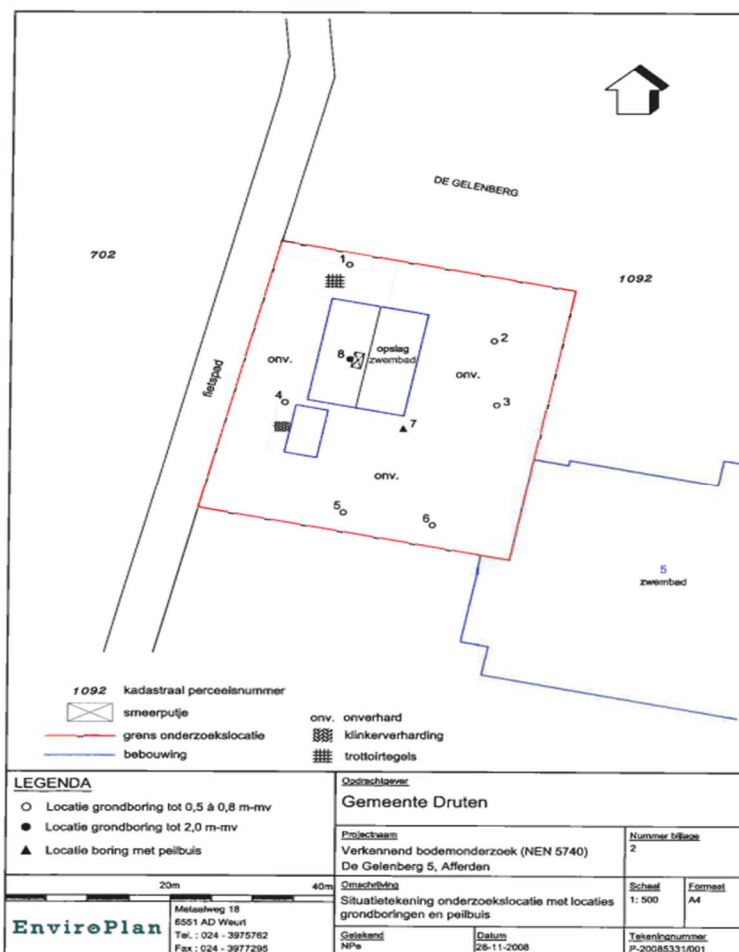 DE GELENBERG
702
1092
1
2
opslag
zwembad
8
onv.
onv.
fietspad
4
3
7
onv.
5
6
5
zwembad
1092 kadastraal perceelsnummer
smeerputje
grens onderzoekslocatie
bebouwing
onv. onverhard
klinkerverharding
trottoirtegels
LEGENDA
Locatie grondboring tot 0,5 à 0,8 m-mv
Locatie grondboring tot 2,0 m-mv
Locatie boring met peilbuis
20m 40m
EnviroPlan
Metaalweg 18
6551 AD Weurt
Tel. : 024 - 3975762
Fax : 024 - 3977295
Opdrachtgever
Gemeente Druten
Projectnaam
Verkennend bodemonderzoek (NEN 5740)
De Gelenberg 5, Afferden
Nummer bijlage
2
Omschrijving
Situatietekening onderzoekslocatie met locaties
grondboringen en peilbuis
Schaal
1: 500
Formaat
A4
Getekend
NPe
Datum
28-11-2008
Tekeningnummer
P-20085331/001